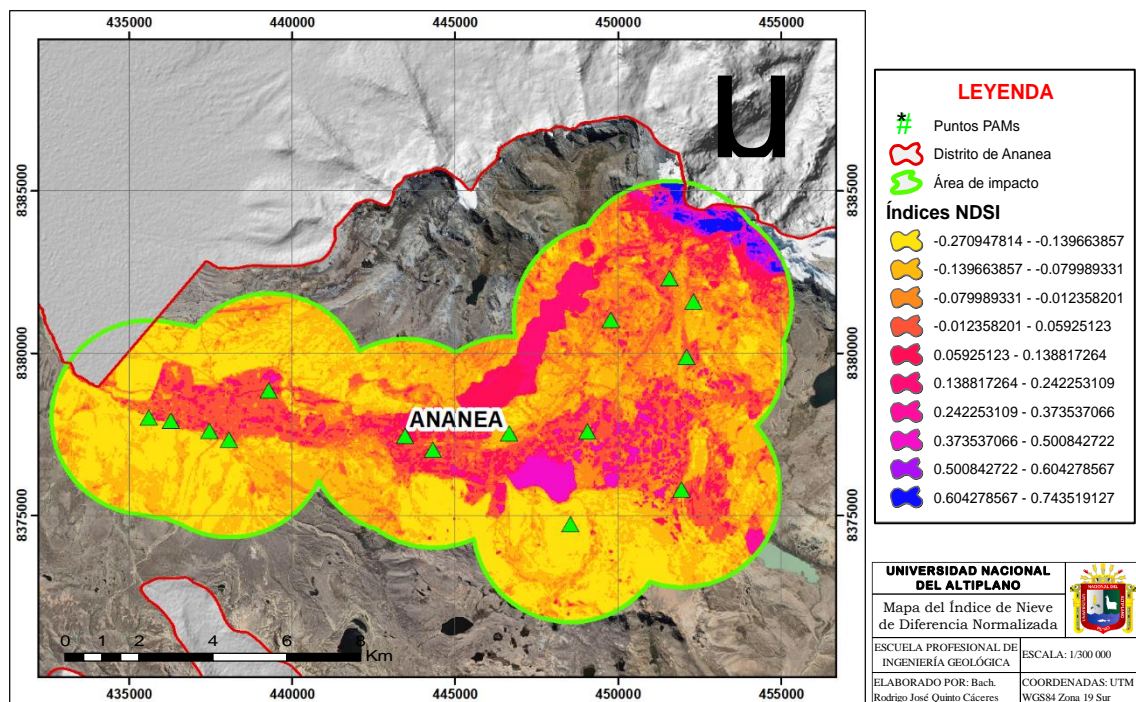 435000 440000 445000 450000 455000
8385000
8385000
8380000
8380000
8375000
8375000
u
ANANEA
0 1 2 4 6 8
Km
435000 440000 445000 450000 455000
LEYENDA
*# Puntos PAMs
Distrito de Ananea
Área de impacto
Índices NDSI
-0.270947814 - -0.139663857
-0.139663857 - -0.079989331
-0.079989331 - -0.012358201
-0.012358201 - 0.05925123
0.05925123 - 0.138817264
0.138817264 - 0.242253109
0.242253109 - 0.373537066
0.373537066 - 0.500842722
0.500842722 - 0.604278567
0.604278567 - 0.743519127
UNIVERSIDAD NACIONAL
DEL ALTIPLANO
Mapa del Índice de Nieve
de Diferencia Normalizada
ESCUELA PROFESIONAL DE
INGENIERÍA GEOLÓGICA
ESCALA: 1/300 000
ELABORADO POR: Bach.
Rodrigo José Quinto Cáceres
COORDENADAS: UTM
WGS84 Zona 19 Sur